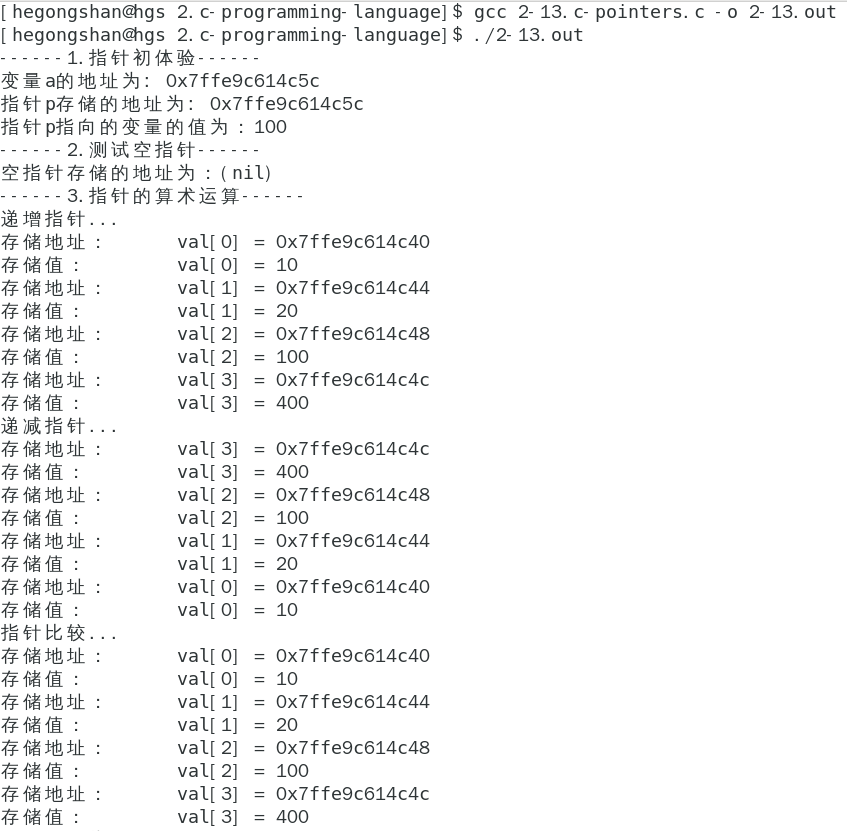 [hegongshan@hgs 2.c-programming-language]$ gcc 2-13.c-pointers.c -o 2-13.out
[hegongshan@hgs 2.c-programming-language]$ ./2-13.out
------1.指针初体验------
变量a的地址为: 0x7ffe9c614c5c
指针p存储的地址为: 0x7ffe9c614c5c
指针p指向的变量的值为：100
------2.测试空指针------
空指针存储的地址为：(nil)
------3.指针的算术运算------
递增指针...
存储地址： val[0] = 0x7ffe9c614c40
存储值： val[0] = 10
存储地址： val[1] = 0x7ffe9c614c44
存储值： val[1] = 20
存储地址： val[2] = 0x7ffe9c614c48
存储值： val[2] = 100
存储地址： val[3] = 0x7ffe9c614c4c
存储值： val[3] = 400
递减指针...
存储地址： val[3] = 0x7ffe9c614c4c
存储值： val[3] = 400
存储地址： val[2] = 0x7ffe9c614c48
存储值： val[2] = 100
存储地址： val[1] = 0x7ffe9c614c44
存储值： val[1] = 20
存储地址： val[0] = 0x7ffe9c614c40
存储值： val[0] = 10
指针比较...
存储地址： val[0] = 0x7ffe9c614c40
存储值： val[0] = 10
存储地址： val[1] = 0x7ffe9c614c44
存储值： val[1] = 20
存储地址： val[2] = 0x7ffe9c614c48
存储值： val[2] = 100
存储地址： val[3] = 0x7ffe9c614c4c
存储值： val[3] = 400